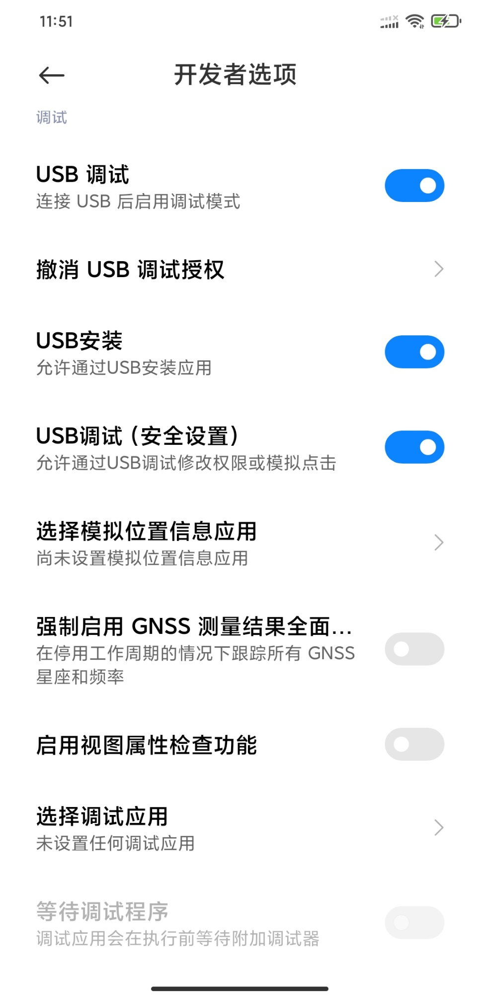 11:51
开发者选项
调试
USB 调试
连接 USB 后启用调试模式
撤消 USB 调试授权
USB安装
允许通过USB安装应用
USB调试（安全设置）
允许通过USB调试修改权限或模拟点击
选择模拟位置信息应用
尚未设置模拟位置信息应用
强制启用 GNSS 测量结果全面...
在停用工作周期的情况下跟踪所有 GNSS
星座和频率
启用视图属性检查功能
选择调试应用
未设置任何调试应用
等待调试程序
调试应用会在执行前等待附加调试器